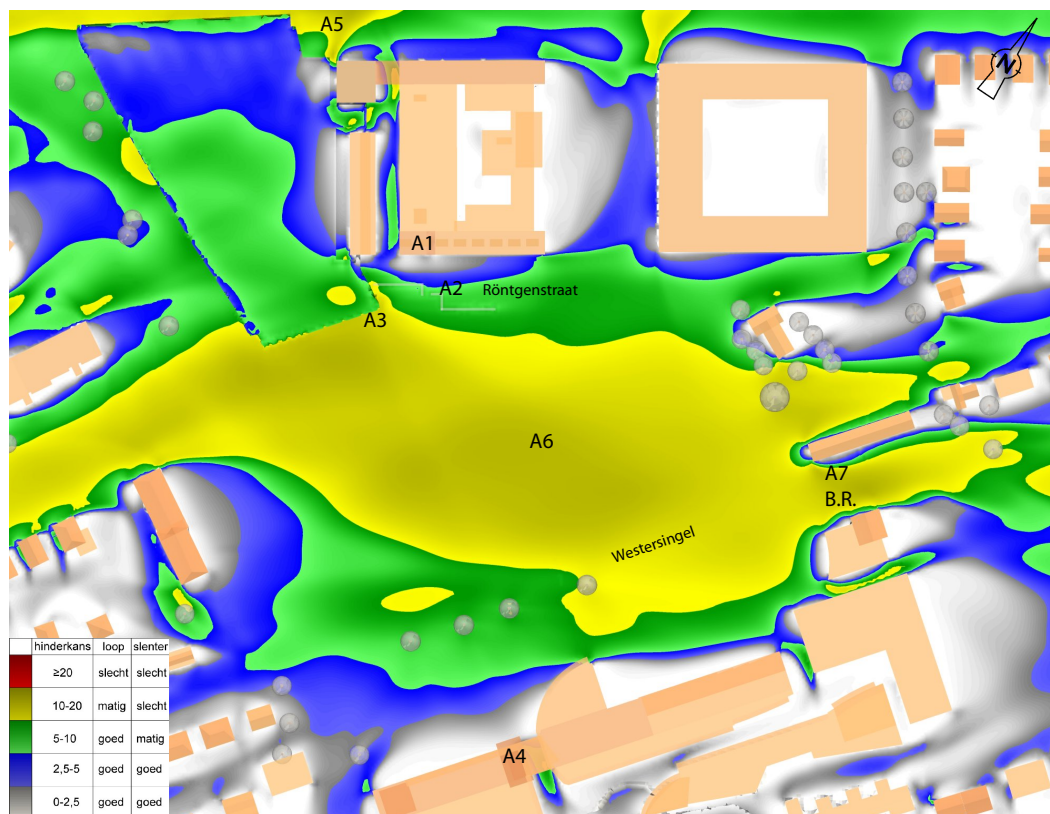 A5
N
A1
A2 Röntgenstraat
A3
A6
A7
B.R.
Westersingel
A4
hinderkans loop slenter
≥20 slecht slecht
10-20 matig slecht
5-10 goed matig
2,5-5 goed goed
0-2,5 goed goed